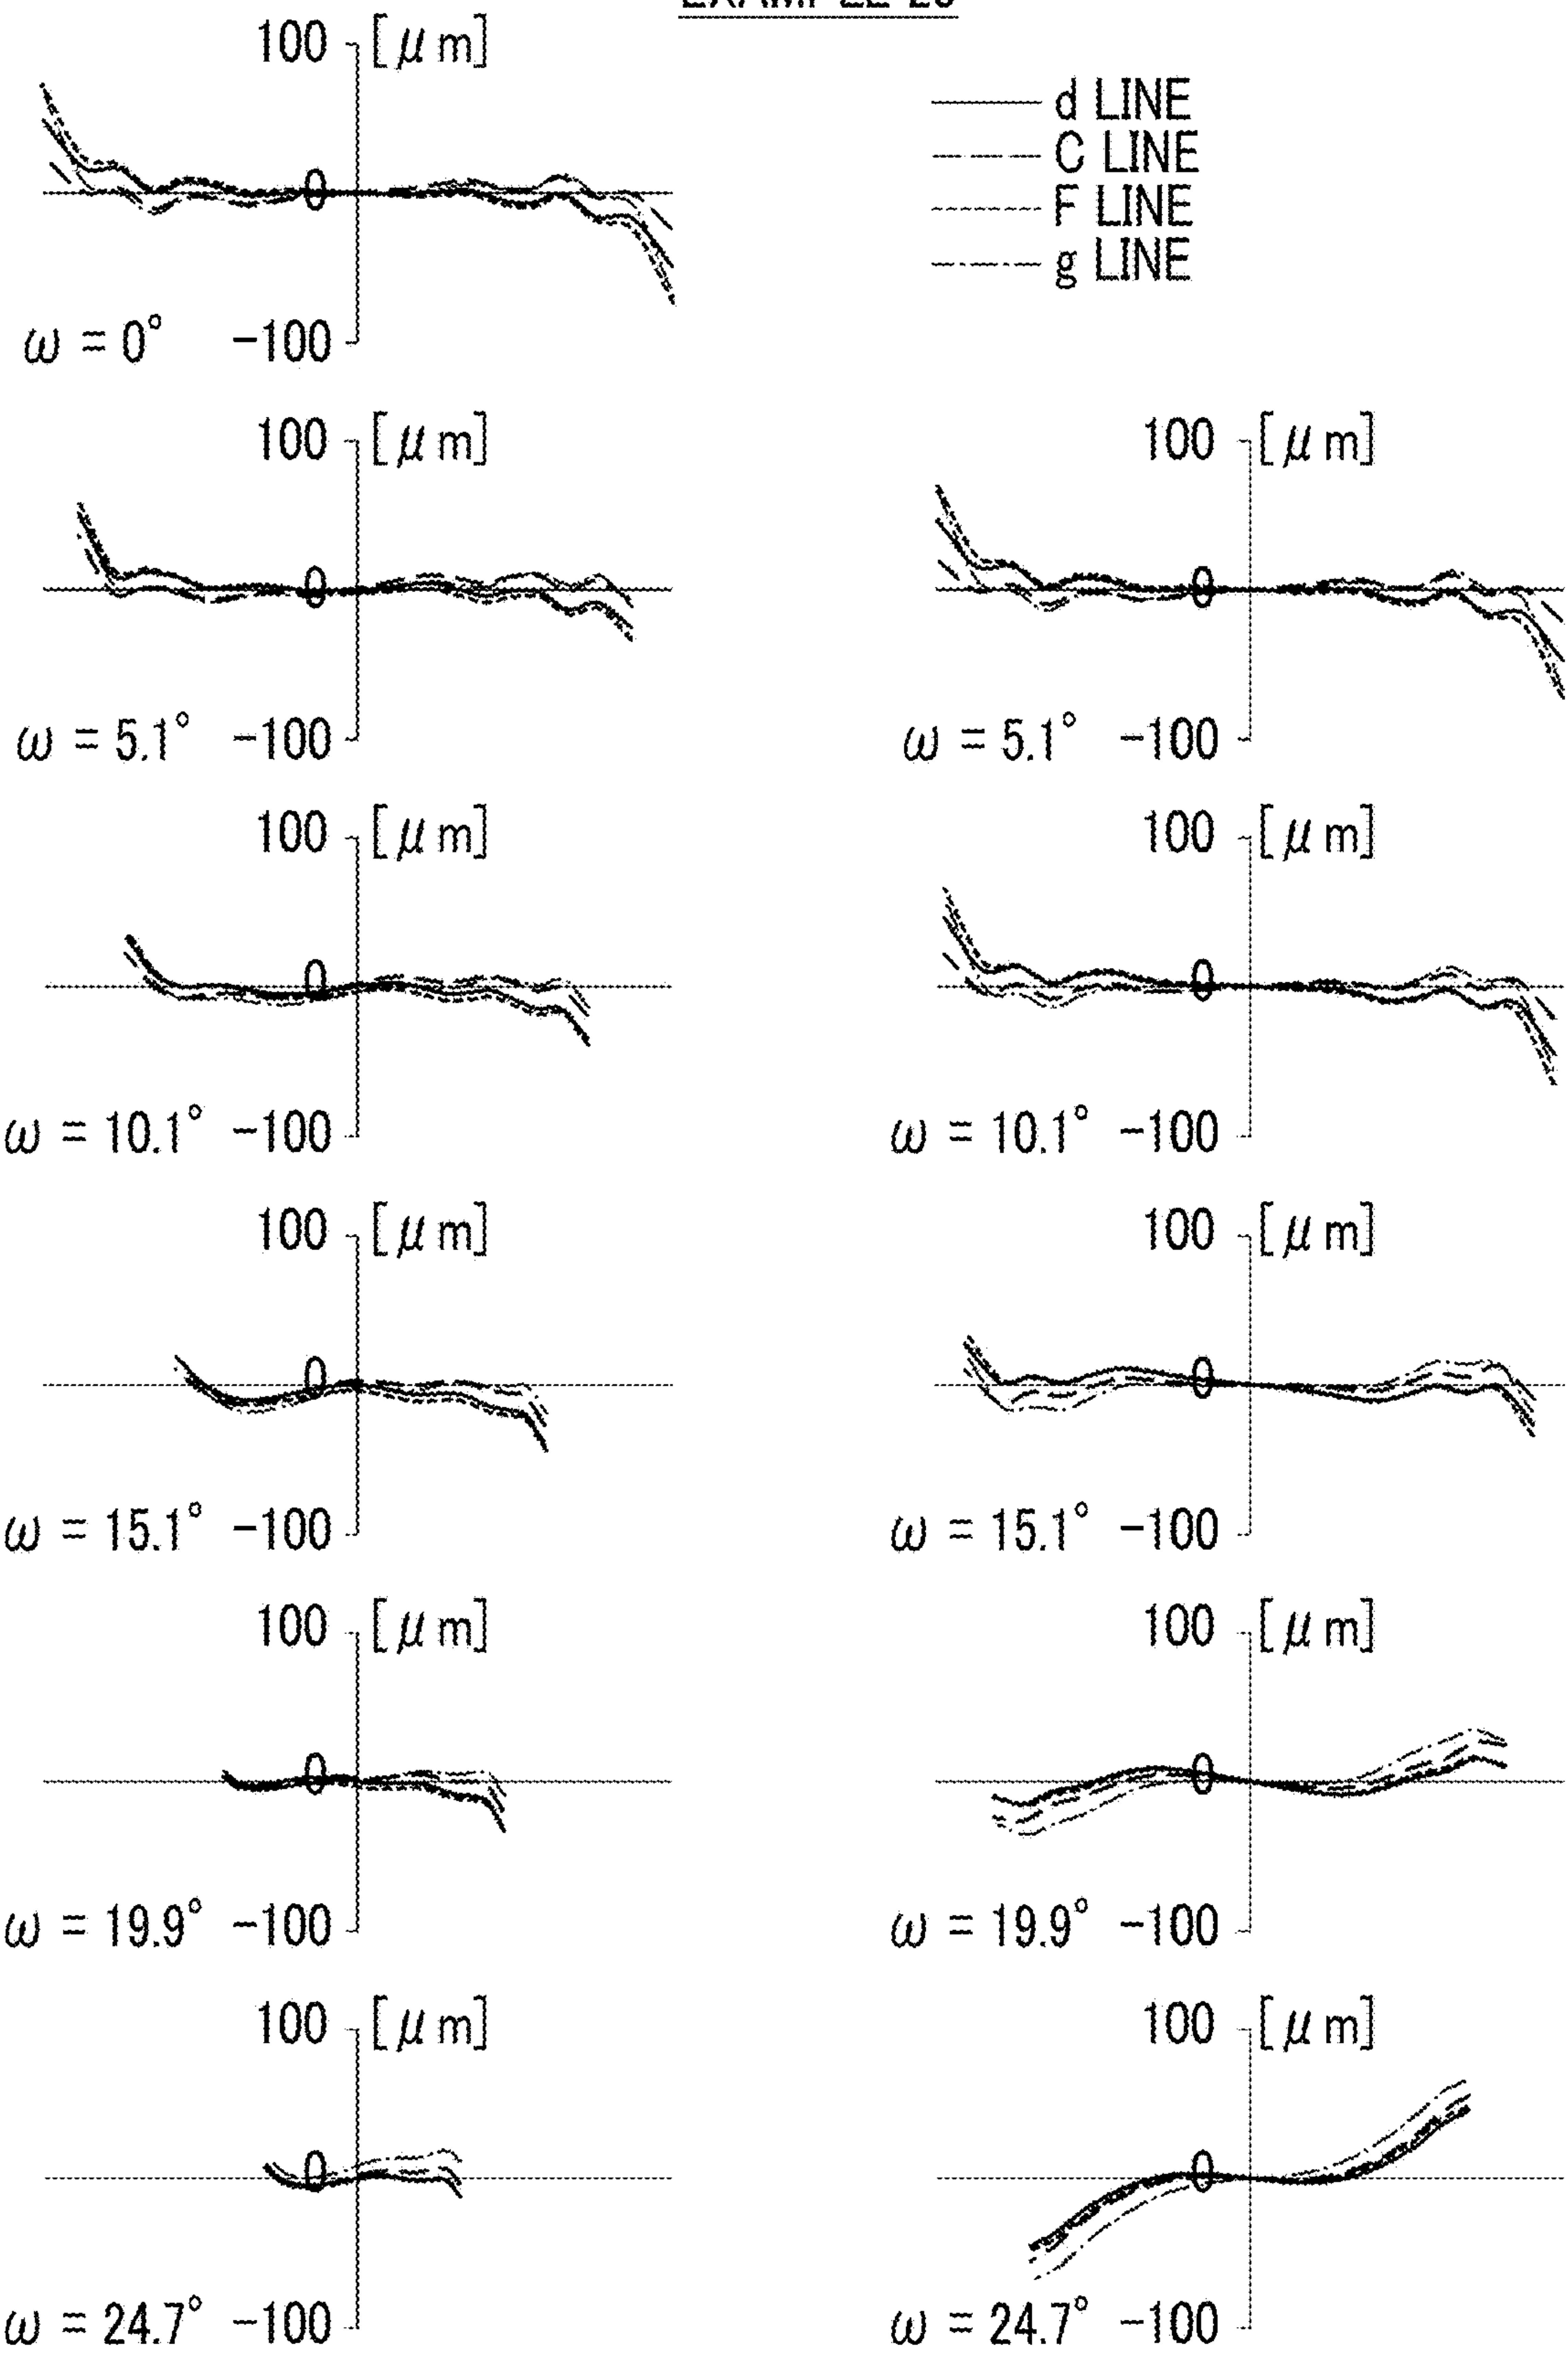 100 [μm]
d LINE
C LINE
F LINE
g LINE
0
ω = 0° -100
100 [μm] 100 [μm]
0 0
ω = 5.1° -100 ω = 5.1° -100
100 [μm] 100 [μm]
0 0
ω = 10.1° -100 ω = 10.1° -100
100 [μm] 100 [μm]
0 0
ω = 15.1° -100 ω = 15.1° -100
100 [μm] 100 [μm]
0 0
ω = 19.9° -100 ω = 19.9° -100
100 [μm] 100 [μm]
0 0
ω = 24.7° -100 ω = 24.7° -100